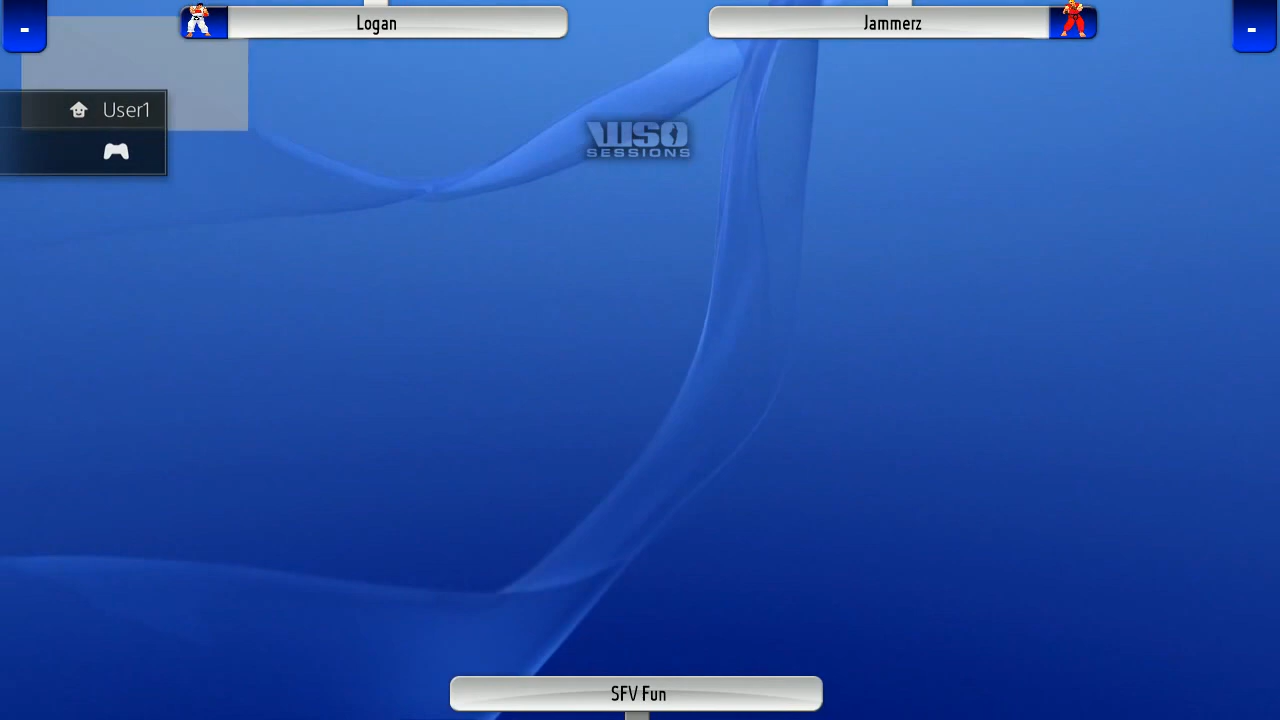 -
Logan
Jammerz
-
User1
WSO
SESSIONS
SFV Fun